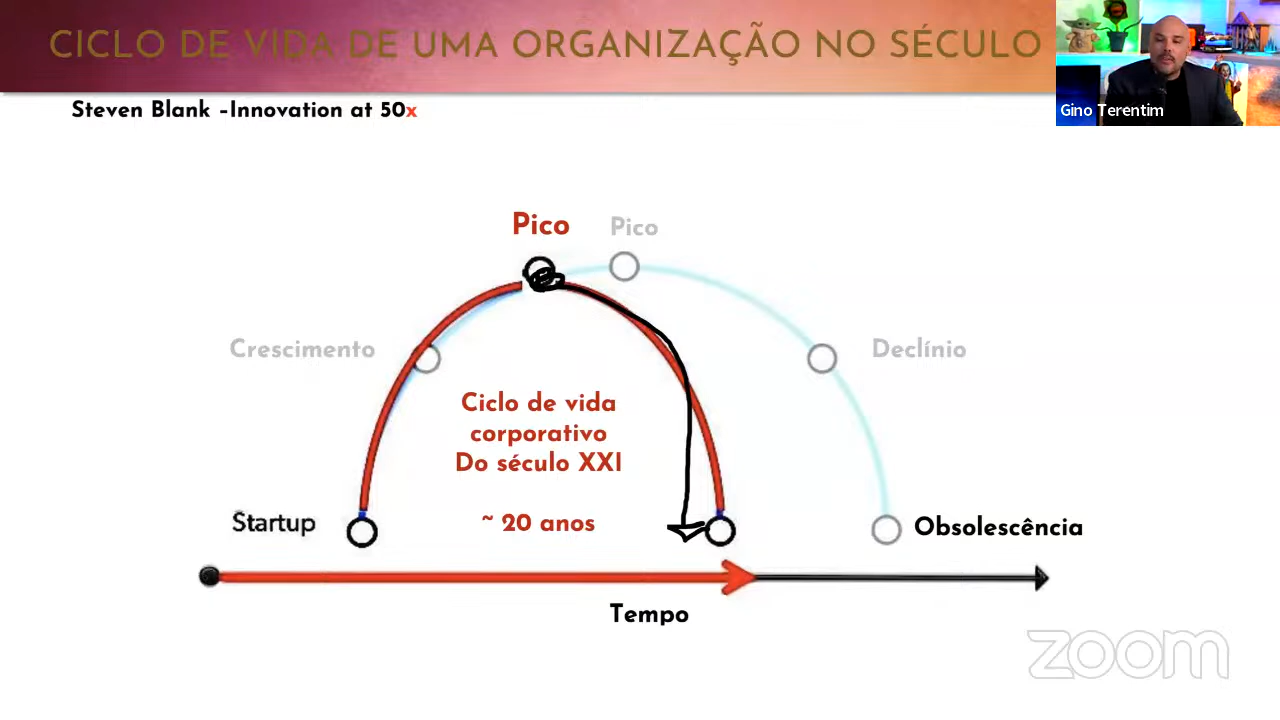 CICLO DE VIDA DE UMA ORGANIZAÇÃO NO SÉCULO
Gino Terentim
Steven Blank –Innovation at 50x
Pico
Pico
Crescimento
Declínio
Ciclo de vida
corporativo
Do século XXI
~ 20 anos
Startup
Obsolescência
Tempo
zoom